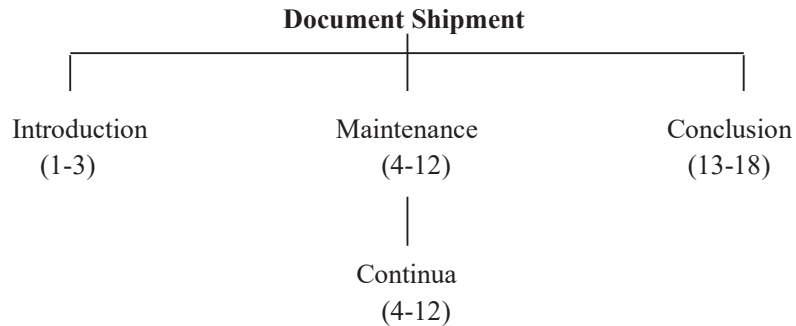 Document Shipment
Introduction Maintenance Conclusion
(1-3) (4-12) (13-18)
Continua
(4-12)